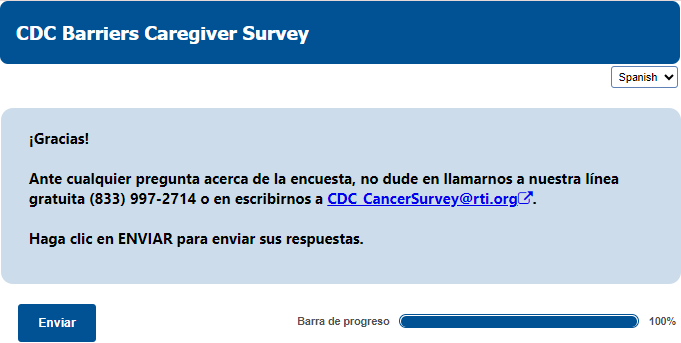 CDC Barriers Caregiver Survey
Spanish
¡Gracias!
Ante cualquier pregunta acerca de la encuesta, no dude en llamarnos a nuestra línea
gratuita (833) 997-2714 o en escribirnos a CDC_CancerSurvey@rti.org.
Haga clic en ENVIAR para enviar sus respuestas.
Enviar
Barra de progreso
100%